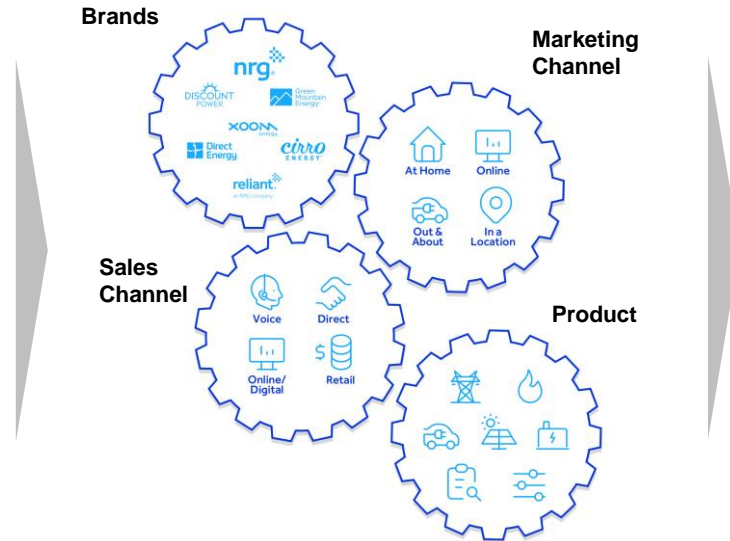 Brands
nrg
DISCOUNT
POWER
Green
Mountain
Energy
XOOM
energy
Direct
Energy
cirro
ENERGY
reliant
an NRG company
Marketing
Channel
At Home
Online
Out &
About
In a
Location
Sales
Channel
Voice
Direct
Online/
Digital
$
Retail
Product